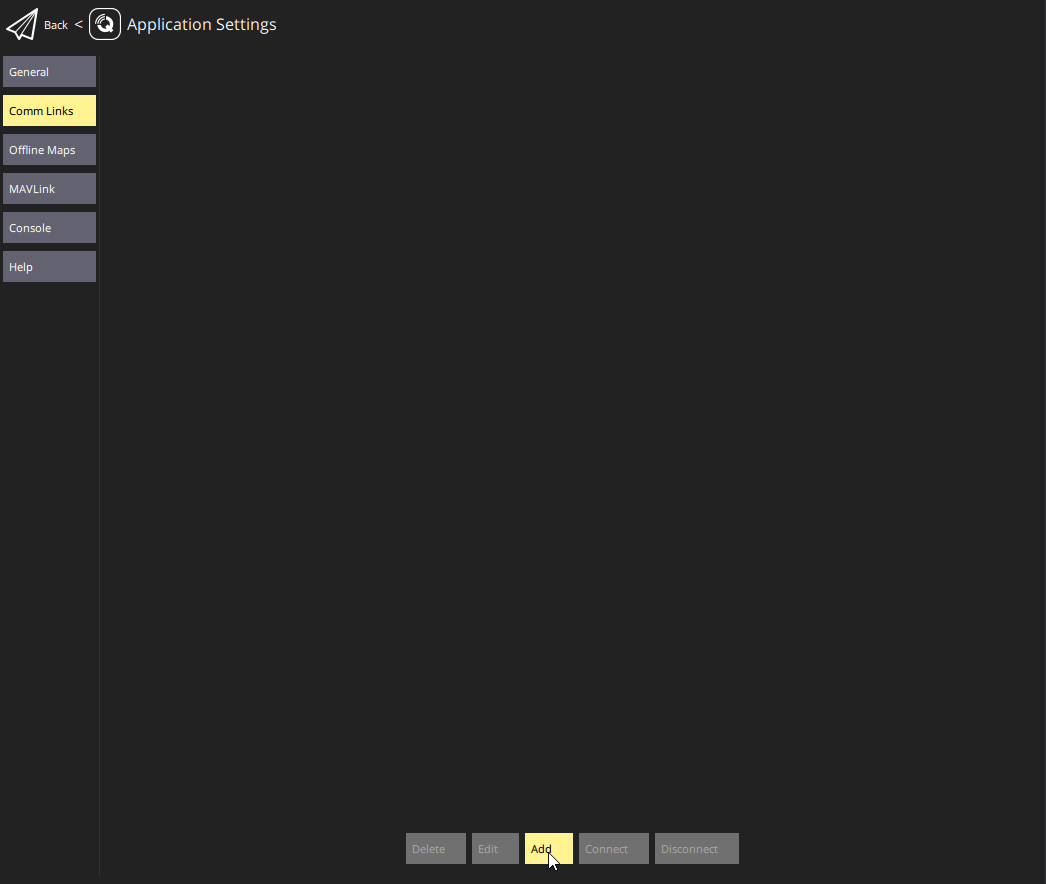 Back < Application Settings
General
Comm Links
Offline Maps
MAVLink
Console
Help
Delete Edit Add Connect Disconnect